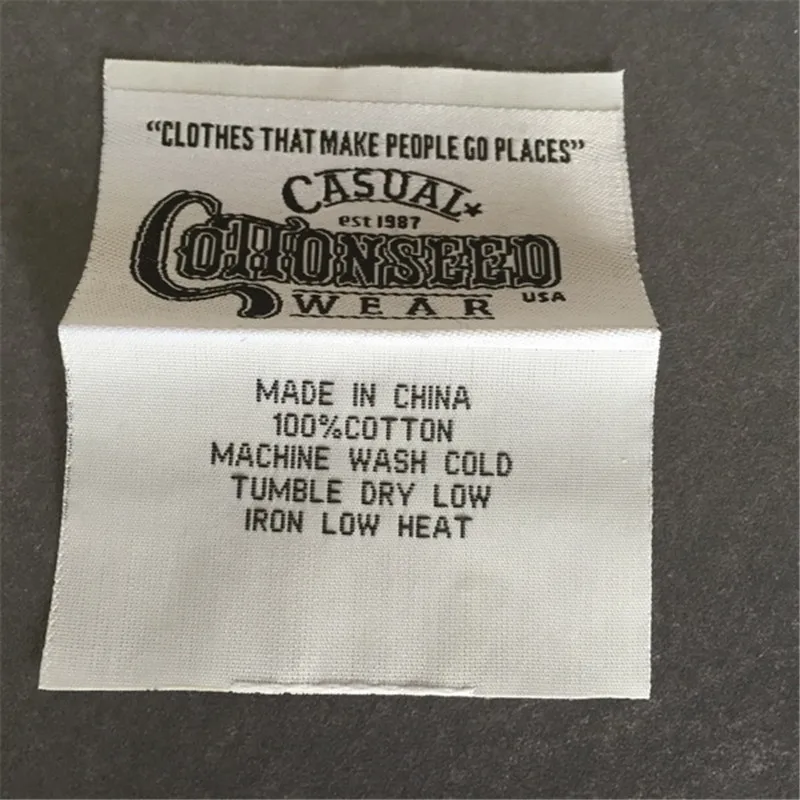 “CLOTHES THAT MAKE PEOPLE GO PLACES”
CASUAL
est 1987
COTTONSEED
WEAR USA
MADE IN CHINA
100%COTTON
MACHINE WASH COLD
TUMBLE DRY LOW
IRON LOW HEAT